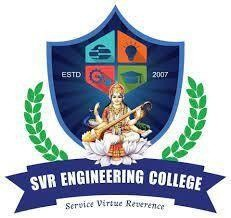 ESTD 2007
SVR ENGINEERING COLLEGE
Service Virtue Reverence